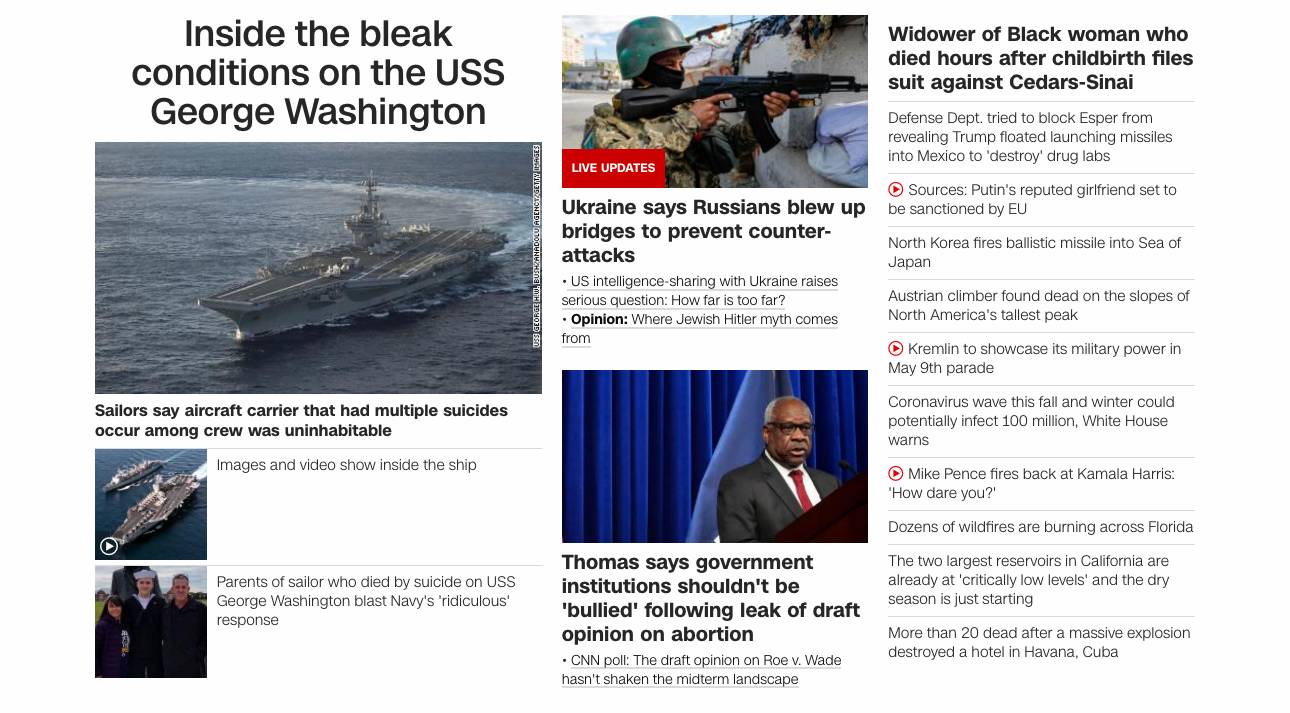 Inside the bleak
conditions on the USS
George Washington
USS GEORGE H.W. BUSH/ANADOLU AGENCY/GETTY IMAGES
Sailors say aircraft carrier that had multiple suicides
occur among crew was uninhabitable
Images and video show inside the ship
Parents of sailor who died by suicide on USS
George Washington blast Navy's 'ridiculous'
response
LIVE UPDATES
Ukraine says Russians blew up
bridges to prevent counter-
attacks
• US intelligence-sharing with Ukraine raises
serious question: How far is too far?
• Opinion: Where Jewish Hitler myth comes
from
Thomas says government
institutions shouldn't be
'bullied' following leak of draft
opinion on abortion
• CNN poll: The draft opinion on Roe v. Wade
hasn't shaken the midterm landscape
Widower of Black woman who
died hours after childbirth files
suit against Cedars-Sinai
Defense Dept. tried to block Esper from
revealing Trump floated launching missiles
into Mexico to 'destroy' drug labs
Sources: Putin's reputed girlfriend set to
be sanctioned by EU
North Korea fires ballistic missile into Sea of
Japan
Austrian climber found dead on the slopes of
North America's tallest peak
Kremlin to showcase its military power in
May 9th parade
Coronavirus wave this fall and winter could
potentially infect 100 million, White House
warns
Mike Pence fires back at Kamala Harris:
'How dare you?'
Dozens of wildfires are burning across Florida
The two largest reservoirs in California are
already at 'critically low levels' and the dry
season is just starting
More than 20 dead after a massive explosion
destroyed a hotel in Havana, Cuba